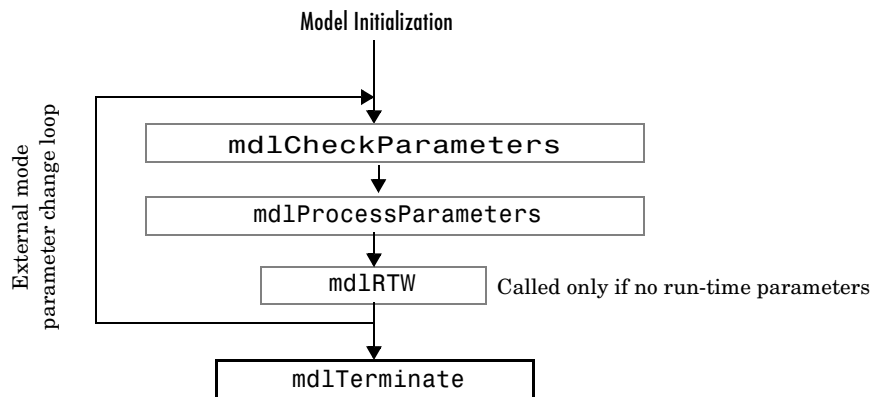 Model Initialization
External mode
parameter change loop
mdlCheckParameters
mdlProcessParameters
mdlRTW
Called only if no run-time parameters
mdlTerminate